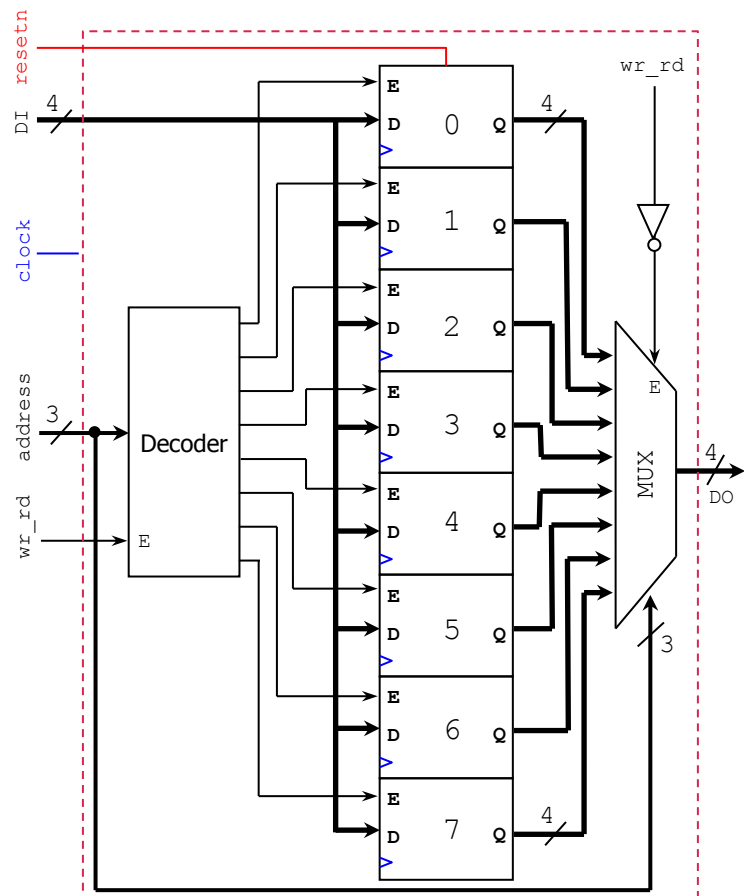 resetn
DI
4
clock
address
3
wr_rd
Decoder
E
E
D
0
Q
4
E
D
1
Q
E
D
2
Q
E
D
3
Q
E
D
4
Q
E
D
5
Q
E
D
6
Q
E
D
7
Q
4
wr_rd
E
MUX
3
4
DO